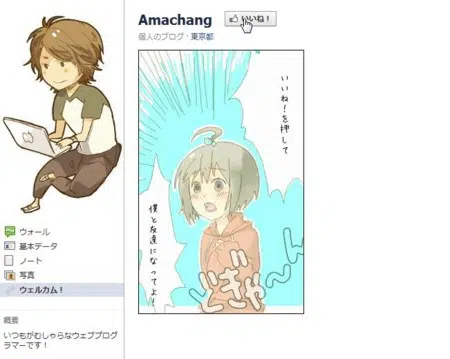 Amachang
いいね！
個人のブログ・東京都
いいね！を押して
僕と友達になってよ！
どぎゃ〜ん
ウォール
基本データ
ノート
写真
ウェルカム！
概要
いつもがむしゃらなウェブプログ
ラマーです！